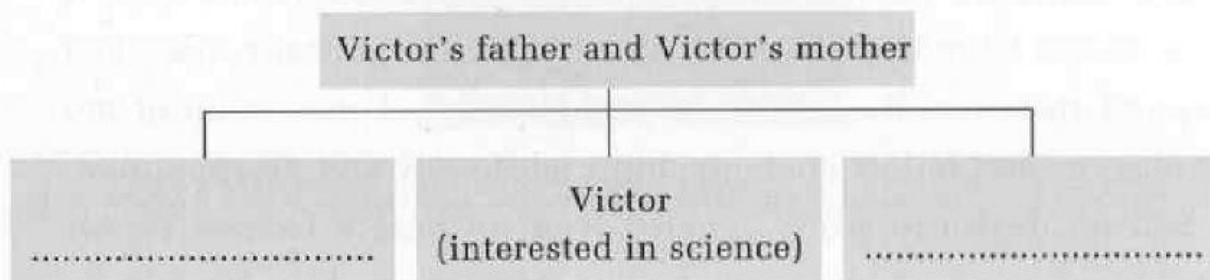 Victor's father and Victor's mother
Victor
(interested in science)
.......................................
.......................................